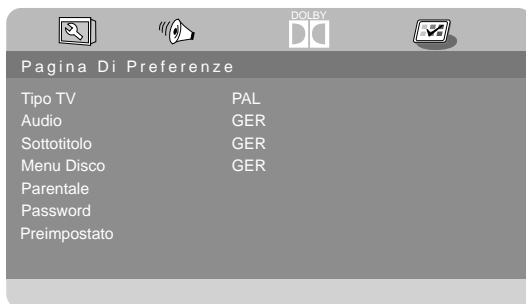 DOLBY
Pagina Di Preferenze
Tipo TV PAL
Audio GER
Sottotitolo GER
Menu Disco GER
Parentale
Password
Preimpostato